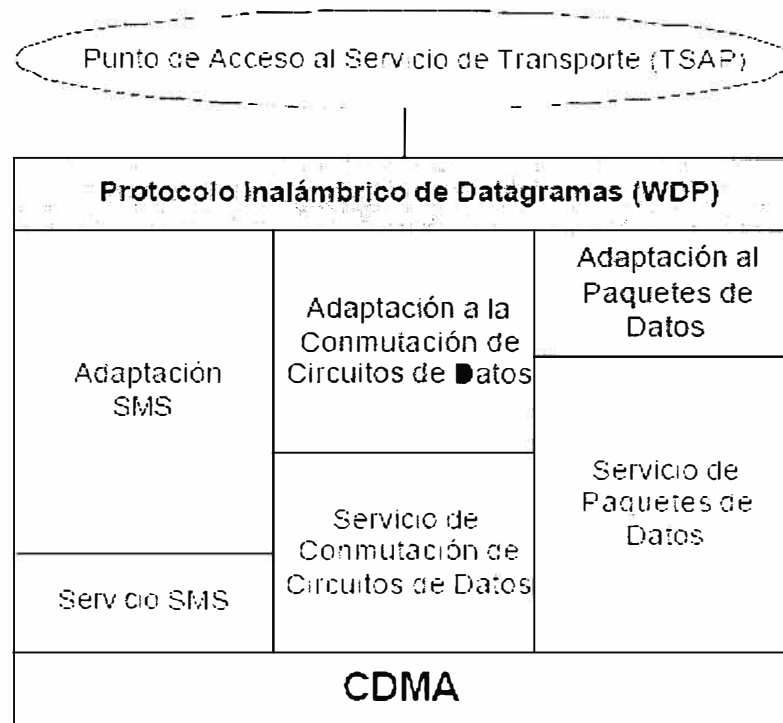 Punto de Acceso al Servicio de Transporte (TSAP)
Protocolo Inalámbrico de Datagramas (WDP)
Adaptación
SMS
Servicio SMS
Adaptación a la
Conmutación de
Circuitos de Datos
Servicio de
Conmutación de
Circuitos de Datos
Adaptación al
Paquetes de
Datos
Servicio de
Paquetes de
Datos
CDMA